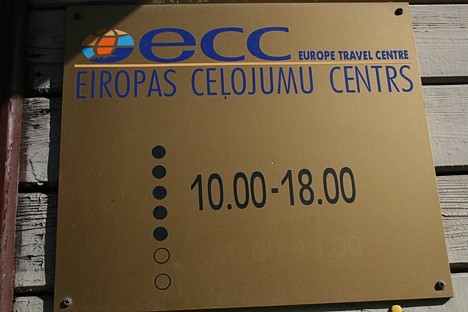 ecc EUROPE TRAVEL CENTRE
EIROPAS CEĻOJUMU CENTRS
10.00-18.00